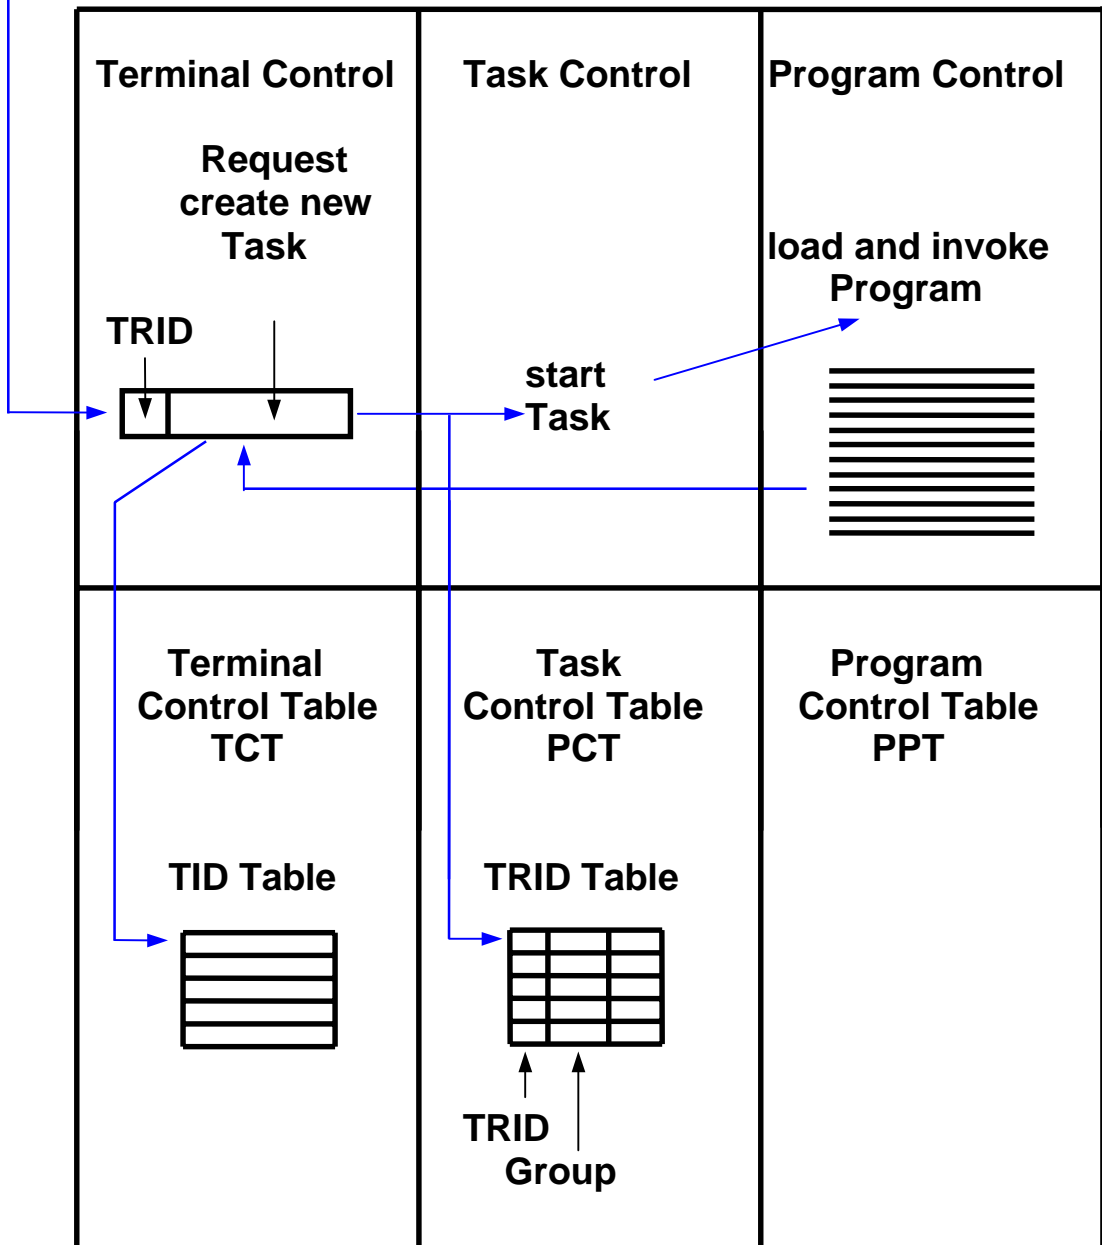 Terminal Control
Task Control
Program Control
Request
create new
Task
load and invoke
Program
TRID
start
Task
Terminal
Control Table
TCT
Task
Control Table
PCT
Program
Control Table
PPT
TID Table
TRID Table
TRID
Group